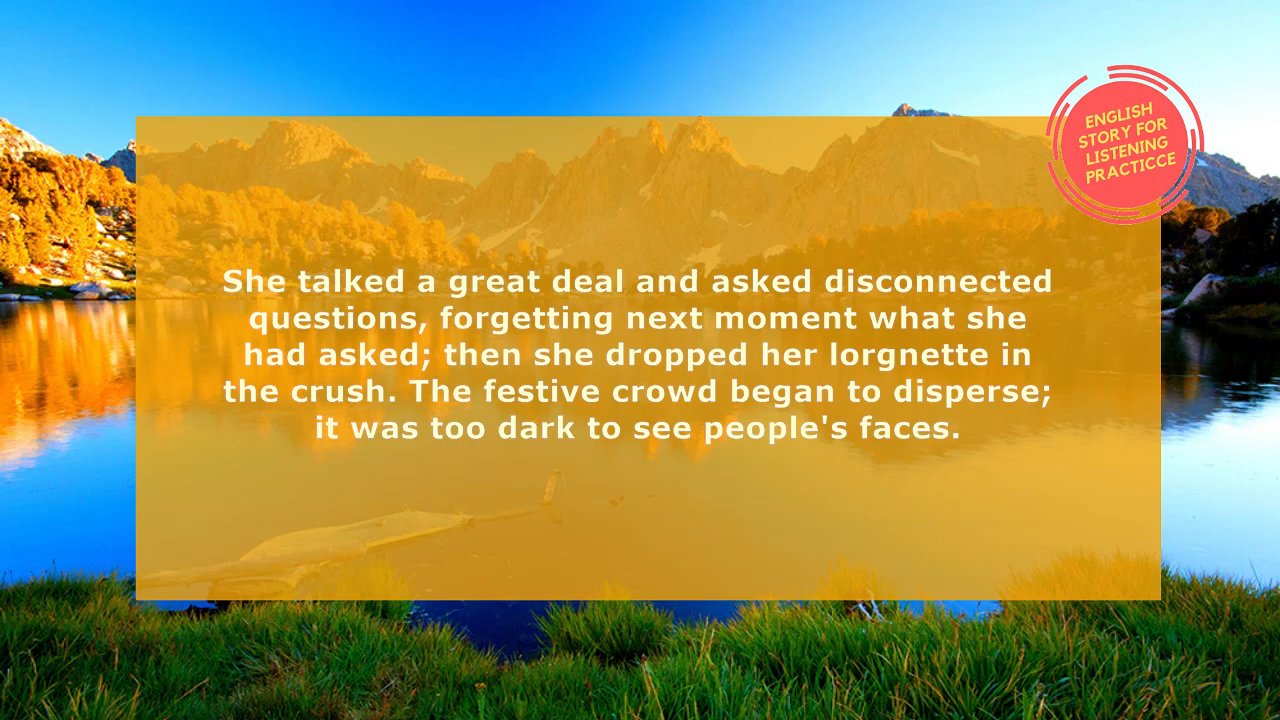 ENGLISH
STORY FOR
LISTENING
PRACTICCE
She talked a great deal and asked disconnected
questions, forgetting next moment what she
had asked; then she dropped her lorgnette in
the crush. The festive crowd began to disperse;
it was too dark to see people's faces.